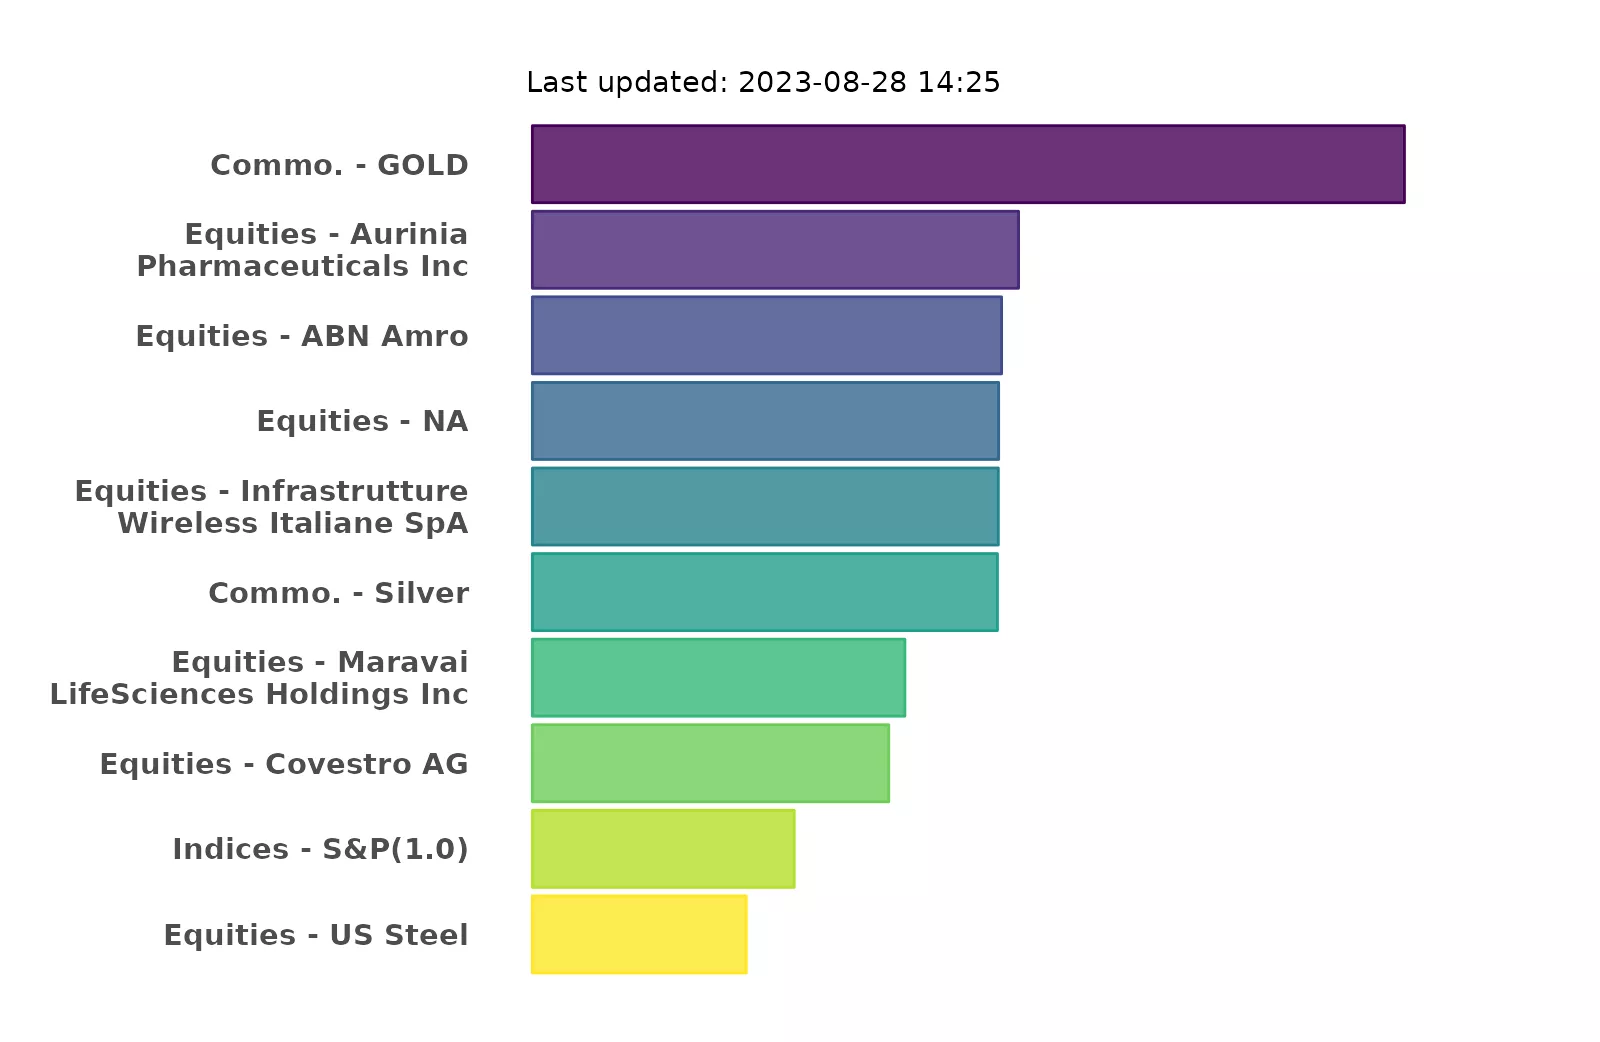 Last updated: 2023-08-28 14:25
Commo. - GOLD
Equities - Aurinia
Pharmaceuticals Inc
Equities - ABN Amro
Equities - NA
Equities - Infrastrutture
Wireless Italiane SpA
Commo. - Silver
Equities - Maravai
LifeSciences Holdings Inc
Equities - Covestro AG
Indices - S&P(1.0)
Equities - US Steel